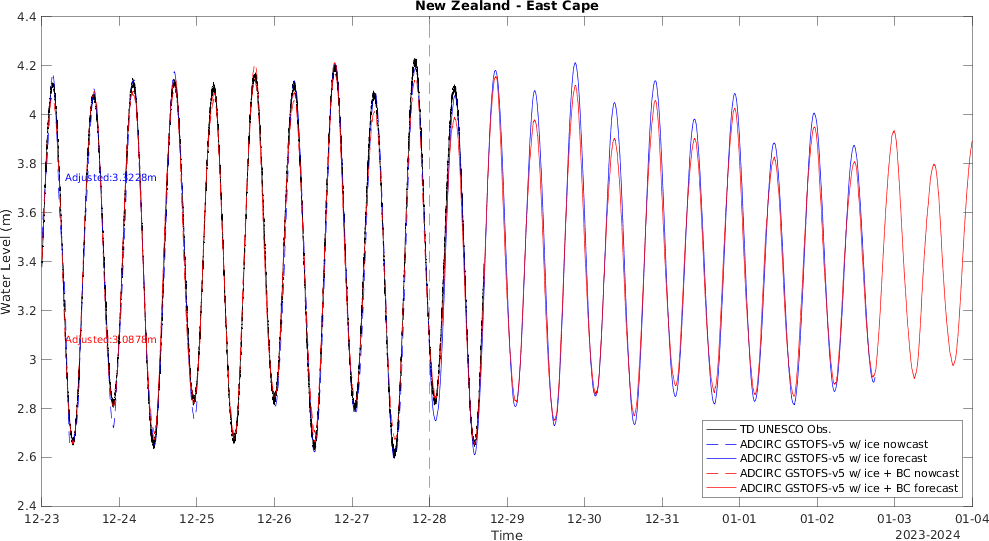 New Zealand - East Cape
4.4
4.2
4
3.8
3.6
3.4
3.2
3
2.8
2.6
2.4
Water Level (m)
Adjusted:3.3228m
Adjusted:3.0878m
TD UNESCO Obs.
ADCIRC GSTOFS-v5 w/ ice nowcast
ADCIRC GSTOFS-v5 w/ ice forecast
ADCIRC GSTOFS-v5 w/ ice + BC nowcast
ADCIRC GSTOFS-v5 w/ ice + BC forecast
12-23 12-24 12-25 12-26 12-27 12-28 12-29 12-30 12-31 01-01 01-02 01-03 01-04
Time
2023-2024